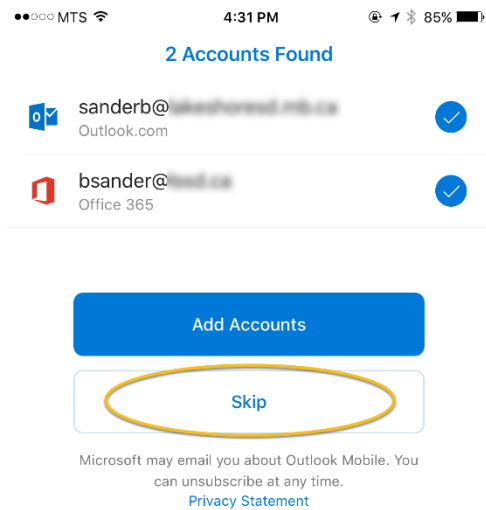 MTS 4:31 PM 85%
2 Accounts Found
sanderb@
Outlook.com
bsander@
Office 365
Add Accounts
Skip
Microsoft may email you about Outlook Mobile. You
can unsubscribe at any time.
Privacy Statement